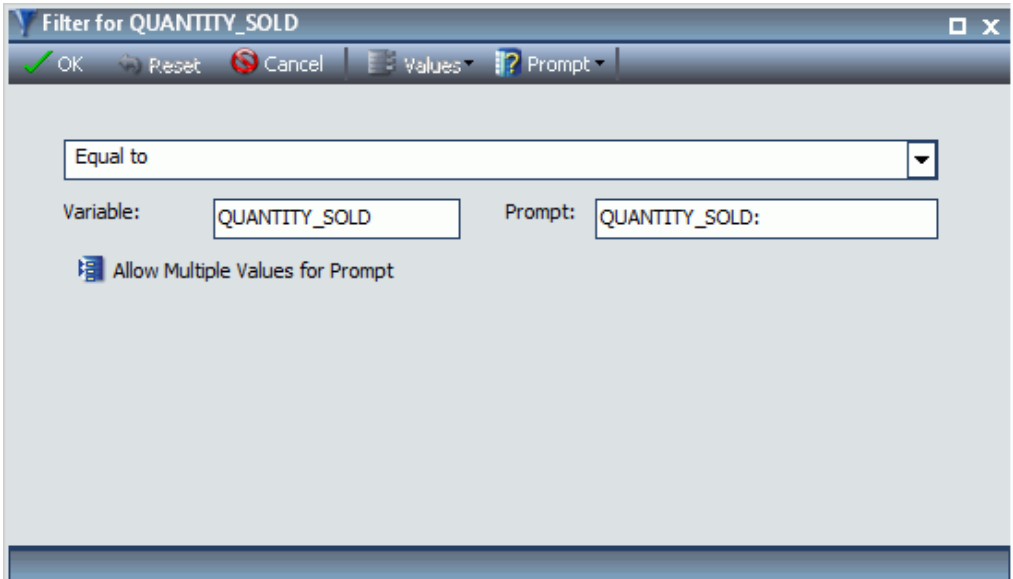 Filter for QUANTITY_SOLD
OK Reset Cancel Values Prompt
Equal to
Variable: QUANTITY_SOLD Prompt: QUANTITY_SOLD:
Allow Multiple Values for Prompt